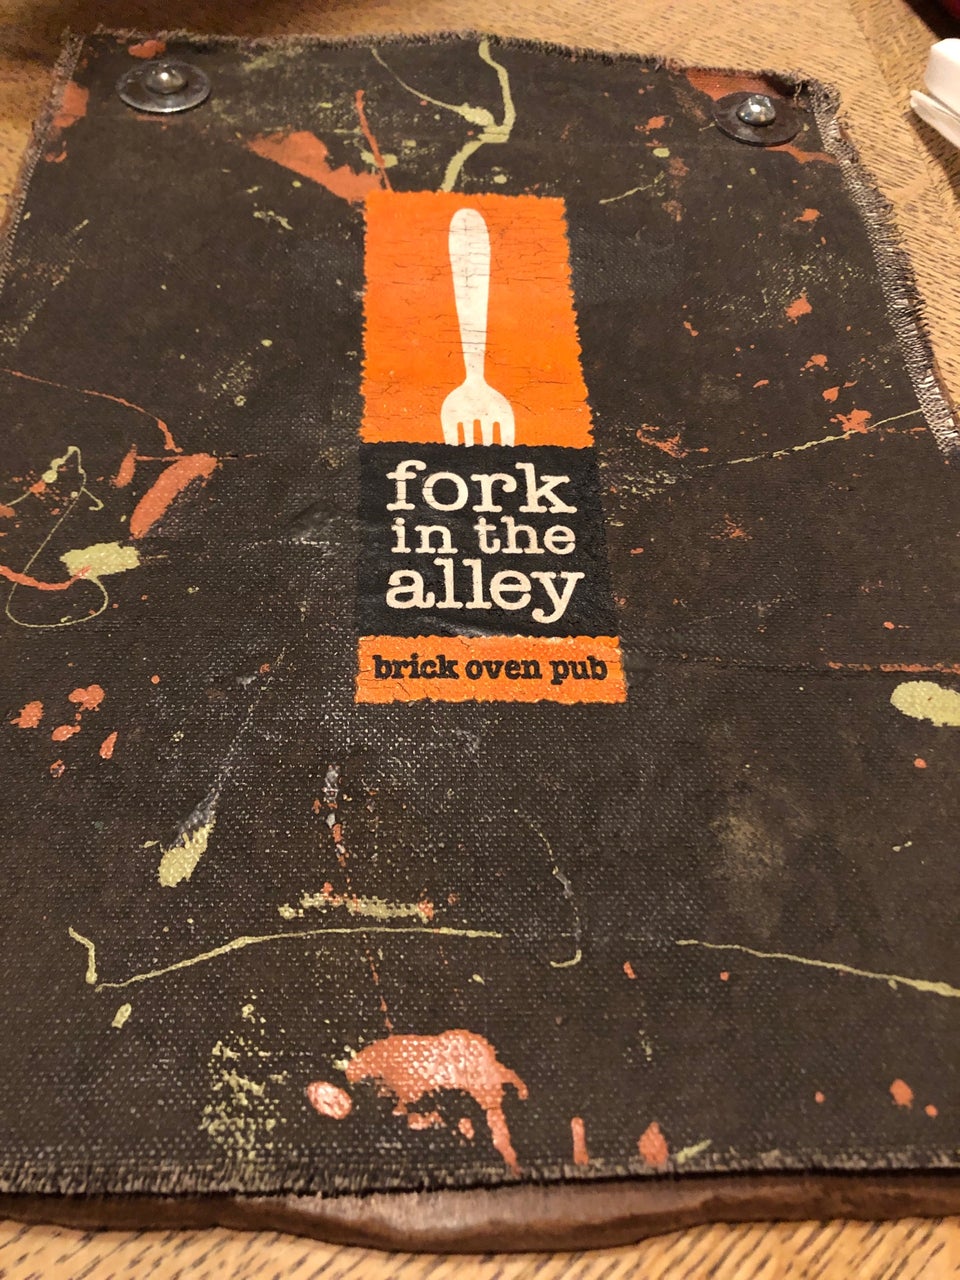 fork
in the
alley
brick oven pub